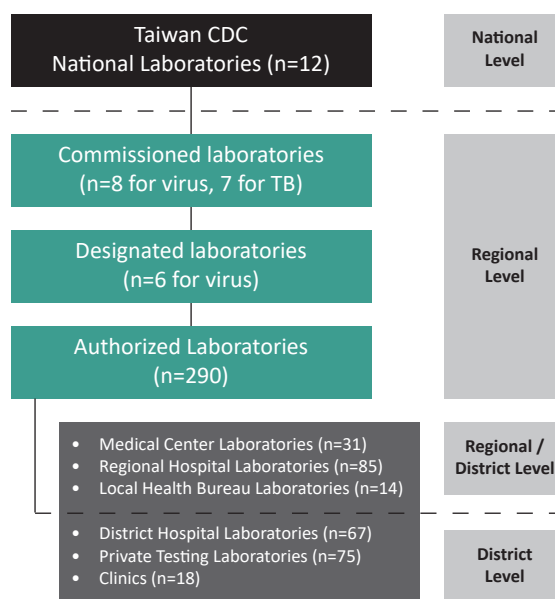 Taiwan CDC
National Laboratories (n=12)
National
Level
Commissioned laboratories
(n=8 for virus, 7 for TB)
Designated laboratories
(n=6 for virus)
Authorized Laboratories
(n=290)
Regional
Level
• Medical Center Laboratories (n=31)
• Regional Hospital Laboratories (n=85)
• Local Health Bureau Laboratories (n=14)
Regional /
District Level
• District Hospital Laboratories (n=67)
• Private Testing Laboratories (n=75)
• Clinics (n=18)
District
Level